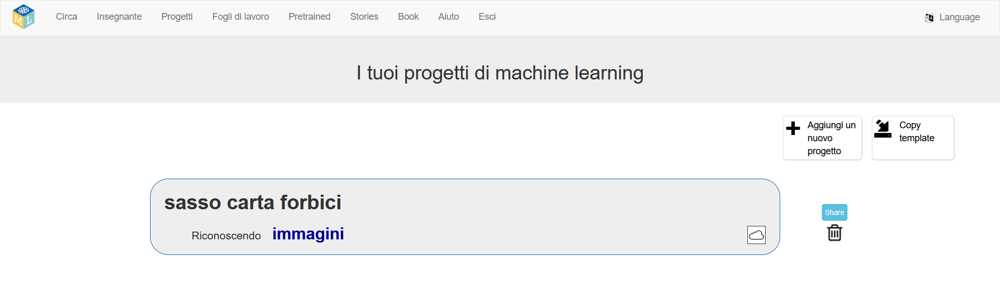 M L
Circa Insegnante Progetti Fogli di lavoro Pretrained Stories Book Aiuto Esci Language
I tuoi progetti di machine learning
Aggiungi un
nuovo
progetto
Copy
template
sasso carta forbici
Share
Riconoscendo immagini